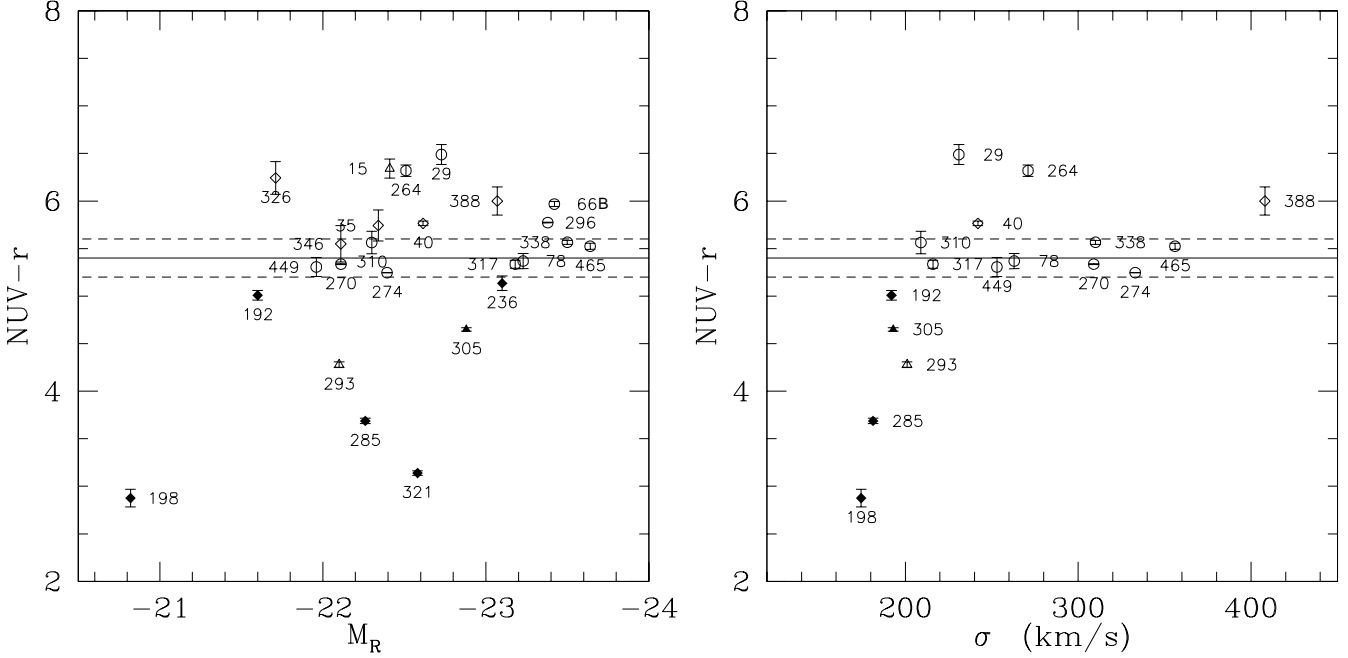 8 8
15 29 264 326 388 66B 296
29 264 388
6 6
35 40 346 338 310 449 270 274 317 78 465 236
40 310 338 317 449 78 270 274 465
192 305 293 285 321 198
192 305 293 285 198
NUV-r NUV-r
4 4
2 2
-21 -22 -23 -24 200 300 400
M_R σ (km/s)